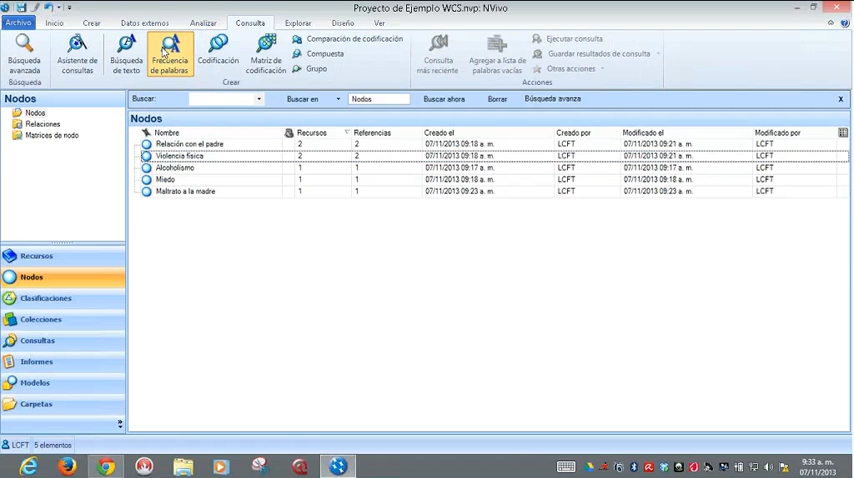 Proyecto de Ejemplo WCS.nvp: NVivo
Archivo Inicio Crear Datos externos Analizar Consulta Explorar Diseño Ver
Búsqueda avanzada
Asistente de consultas
Búsqueda de texto
Frecuencia de palabras
Codificación
Matriz de codificación
Comparación de codificación
Compuesta
Grupo
Consulta más reciente
Agregar a lista de palabras vacías
Ejecutar consulta
Guardar resultados de consulta
Otras acciones
Búsqueda Crear Acciones
Nodos
Buscar: Buscar en Nodos Buscar ahora Borrar Búsqueda avanza x
Nodos
Relaciones
Matrices de nodo
Nodos
Nombre Recursos Referencias Creado el Creado por Modificado el Modificado por
Relación con el padre 2 2 07/11/2013 09:18 a. m. LCFT 07/11/2013 09:21 a. m. LCFT
Violencia física 2 2 07/11/2013 09:18 a. m. LCFT 07/11/2013 09:21 a. m. LCFT
Alcoholismo 1 1 07/11/2013 09:17 a. m. LCFT 07/11/2013 09:17 a. m. LCFT
Miedo 1 1 07/11/2013 09:18 a. m. LCFT 07/11/2013 09:18 a. m. LCFT
Maltrato a la madre 1 1 07/11/2013 09:23 a. m. LCFT 07/11/2013 09:23 a. m. LCFT
Recursos
Nodos
Clasificaciones
Colecciones
Consultas
Informes
Modelos
Carpetas
LCFT 5 elementos
9:33 a. m.
07/11/2013